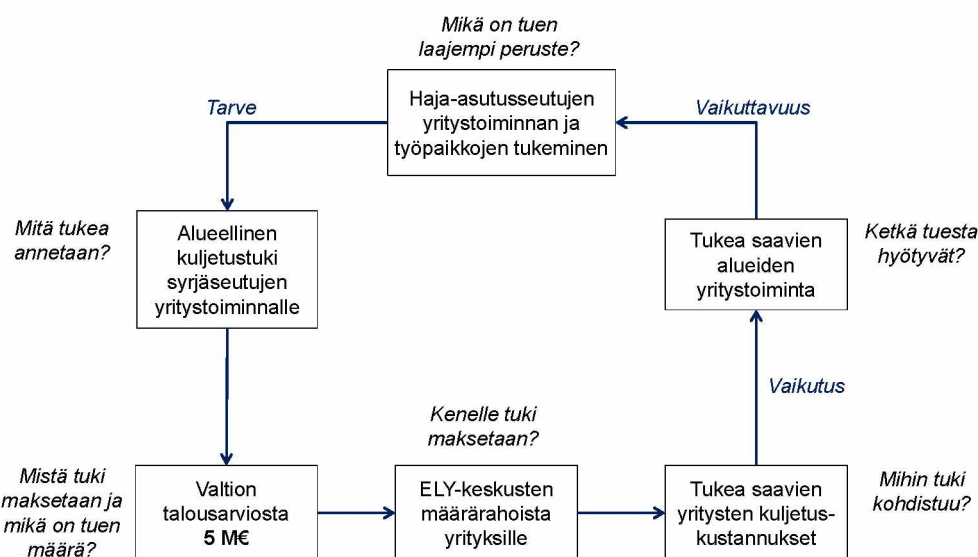 Mikä on tuen
laajempi peruste?
Haja-asutusseutujen
yritystoiminnan ja
työpaikkojen tukeminen
Tarve
Vaikuttavuus
Mitä tukea
annetaan?
Alueellinen
kuljetustuki
syrjäseutujen
yritystoiminnalle
Tukea saavien
alueiden
yritystoiminta
Ketkä tuesta
hyötyvät?
Vaikutus
Kenelle tuki
maksetaan?
Mistä tuki
maksetaan ja
mikä on tuen
määrä?
Valtion
talousarviosta
5 M€
ELY-keskusten
määrärahoista
yrityksille
Tukea saavien
yritysten kuljetus-
kustannukset
Mihin tuki
kohdistuu?